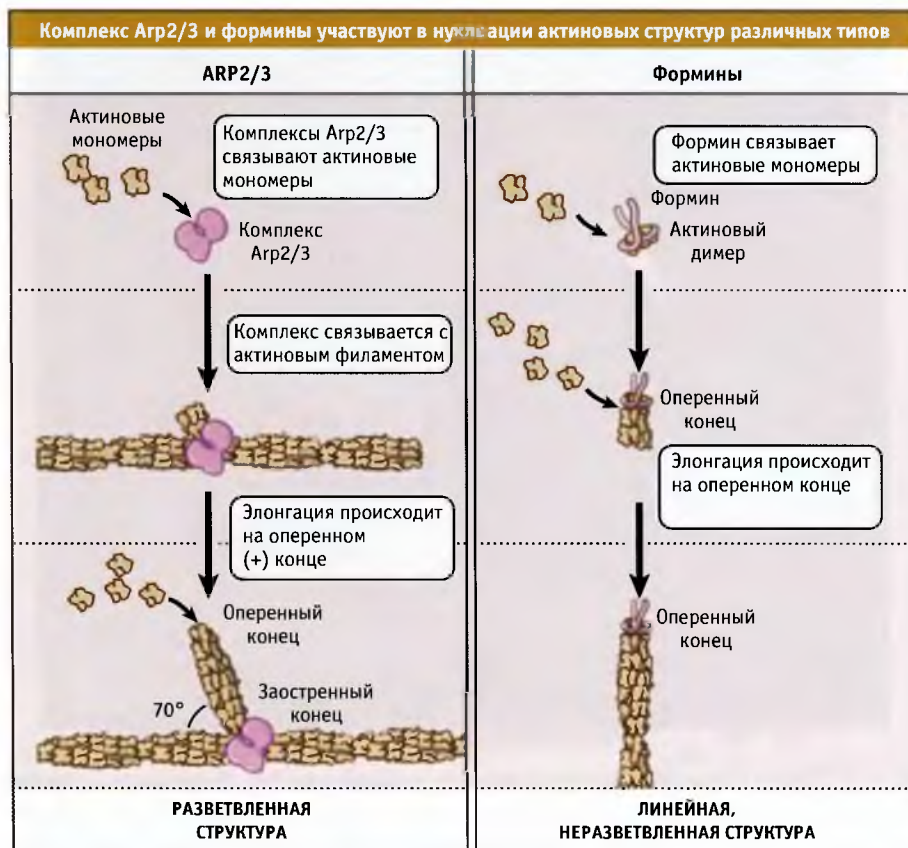 Комплекс Arp2/3 и формины участвуют в нуклеации актиновых структур различных типов
ARP2/3
Актиновые
мономеры
Комплексы Arp2/3
связывают актиновые
мономеры
Комплекс
Arp2/3
Комплекс связывается с
актиновым филаментом
Элонгация происходит
на оперенном
(+) конце
Оперенный
конец
Заостренный
конец
70°
РАЗВЕТВЛЕННАЯ
СТРУКТУРА
Формины
Формин связывает
актиновые мономеры
Формин
Актиновый
димер
Оперенный
конец
Элонгация происходит
на оперенном конце
Оперенный
конец
ЛИНЕЙНАЯ,
НЕРАЗВЕТВЛЕННАЯ СТРУКТУРА